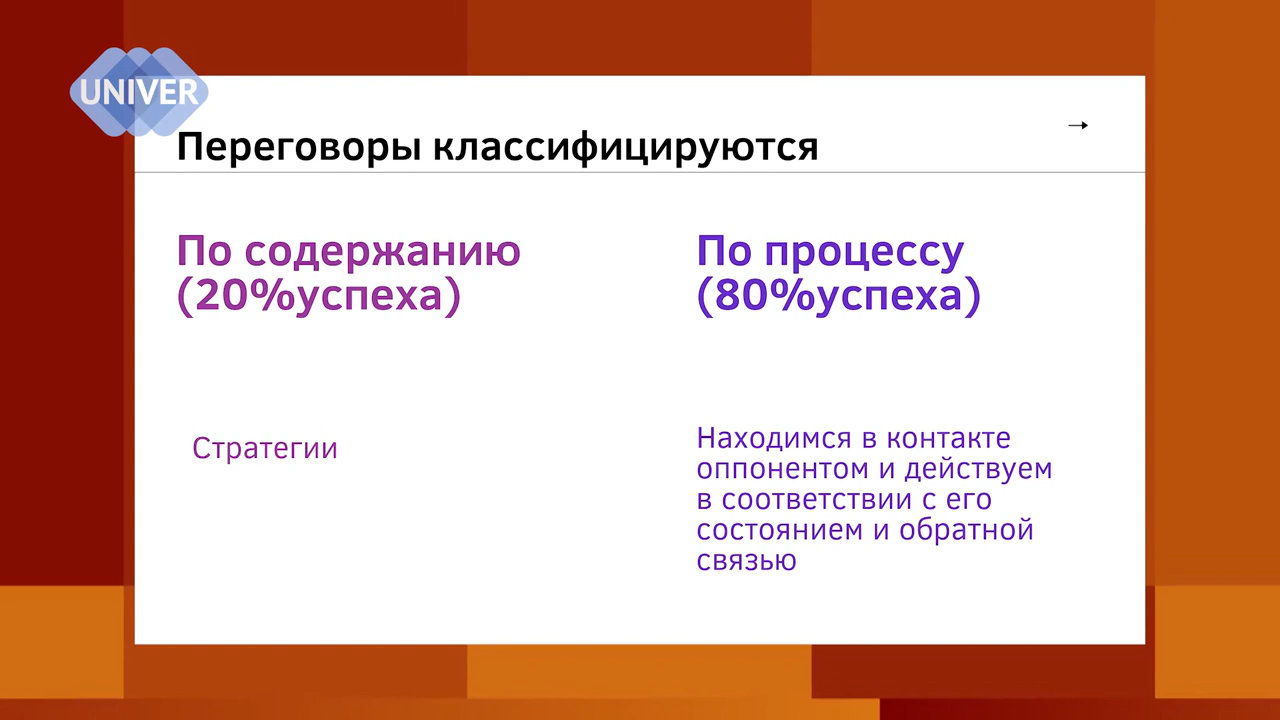 UNIVER
Переговоры классифицируются
По содержанию
(20%успеха)
По процессу
(80%успеха)
Стратегии
Находимся в контакте
оппонентом и действуем
в соответствии с его
состоянием и обратной
связью